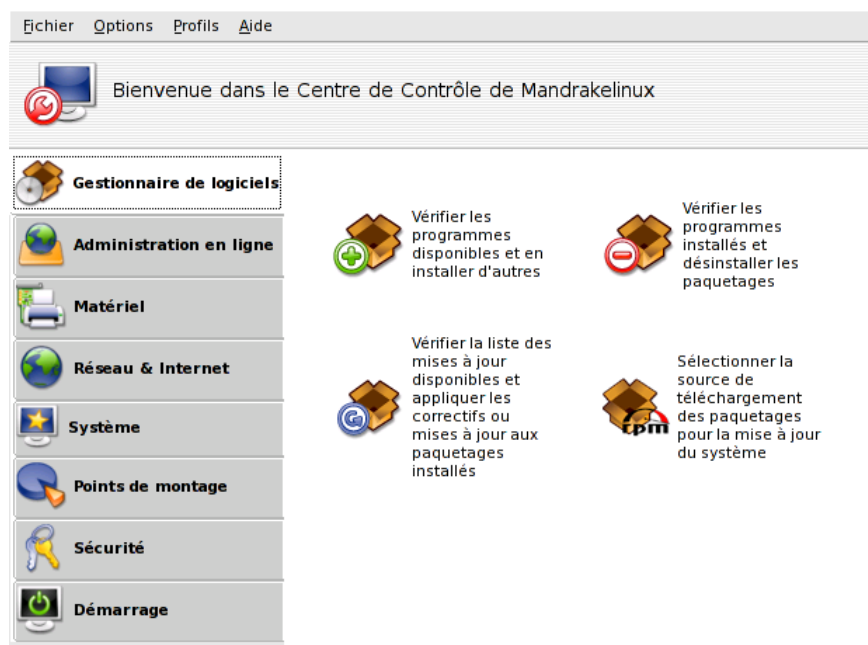 Fichier Options Profils Aide
Bienvenue dans le Centre de Contrôle de Mandrakelinux
Gestionnaire de logiciels
Administration en ligne
Matériel
Réseau & Internet
Système
Points de montage
Sécurité
Démarrage
Vérifier les
programmes
disponibles et en
installer d'autres
Vérifier les
programmes
installés et
désinstaller les
paquetages
Vérifier la liste des
mises à jour
disponibles et
appliquer les
correctifs ou
mises à jour aux
paquetages
installés
Sélectionner la
source de
téléchargement
des paquetages
pour la mise à jour
du système
rpm